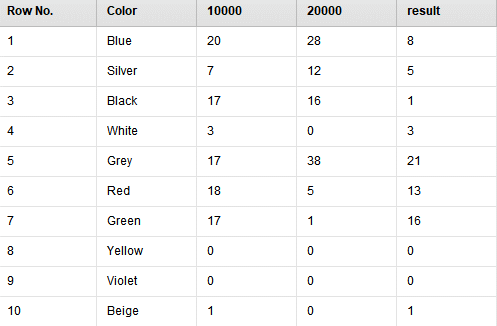 Row No. Color 10000 20000 result
1 Blue 20 28 8
2 Silver 7 12 5
3 Black 17 16 1
4 White 3 0 3
5 Grey 17 38 21
6 Red 18 5 13
7 Green 17 1 16
8 Yellow 0 0 0
9 Violet 0 0 0
10 Beige 1 0 1